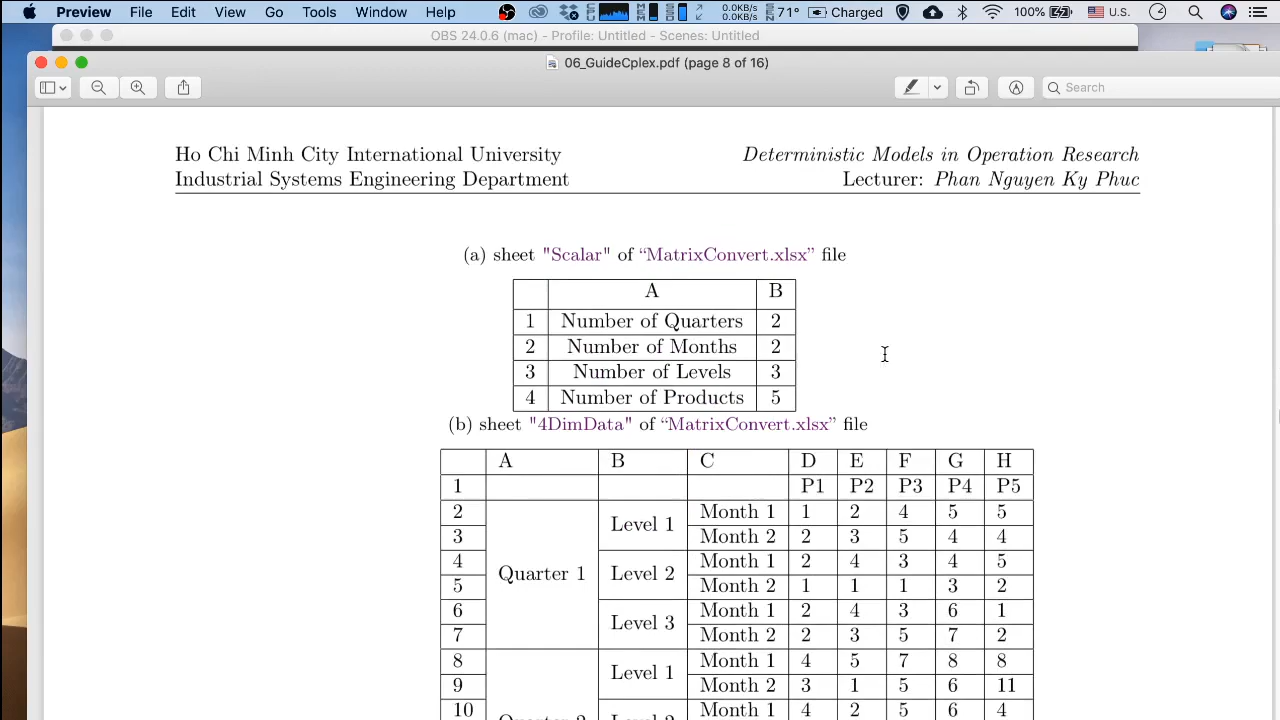 Preview File Edit View Go Tools Window Help 0.0KB/s 0.0KB/s 71° Charged 100% U.S.
OBS 24.0.6 (mac) - Profile: Untitled - Scenes: Untitled
06_GuideCplex.pdf (page 8 of 16)
Search
Ho Chi Minh City International University Deterministic Models in Operation Research
Industrial Systems Engineering Department Lecturer: Phan Nguyen Ky Phuc
(a) sheet "Scalar" of “MatrixConvert.xlsx” file
A B
1 Number of Quarters 2
2 Number of Months 2
3 Number of Levels 3
4 Number of Products 5
(b) sheet "4DimData" of “MatrixConvert.xlsx” file
A B C D E F G H
1 P1 P2 P3 P4 P5
2 Quarter 1 Level 1 Month 1 1 2 4 5 5
3 Month 2 2 3 5 4 4
4 Level 2 Month 1 2 4 3 4 5
5 Month 2 1 1 1 3 2
6 Level 3 Month 1 2 4 3 6 1
7 Month 2 2 3 5 7 2
8 Level 1 Month 1 4 5 7 8 8
9 Month 2 3 1 5 6 11
10 Month 1 4 2 5 6 4